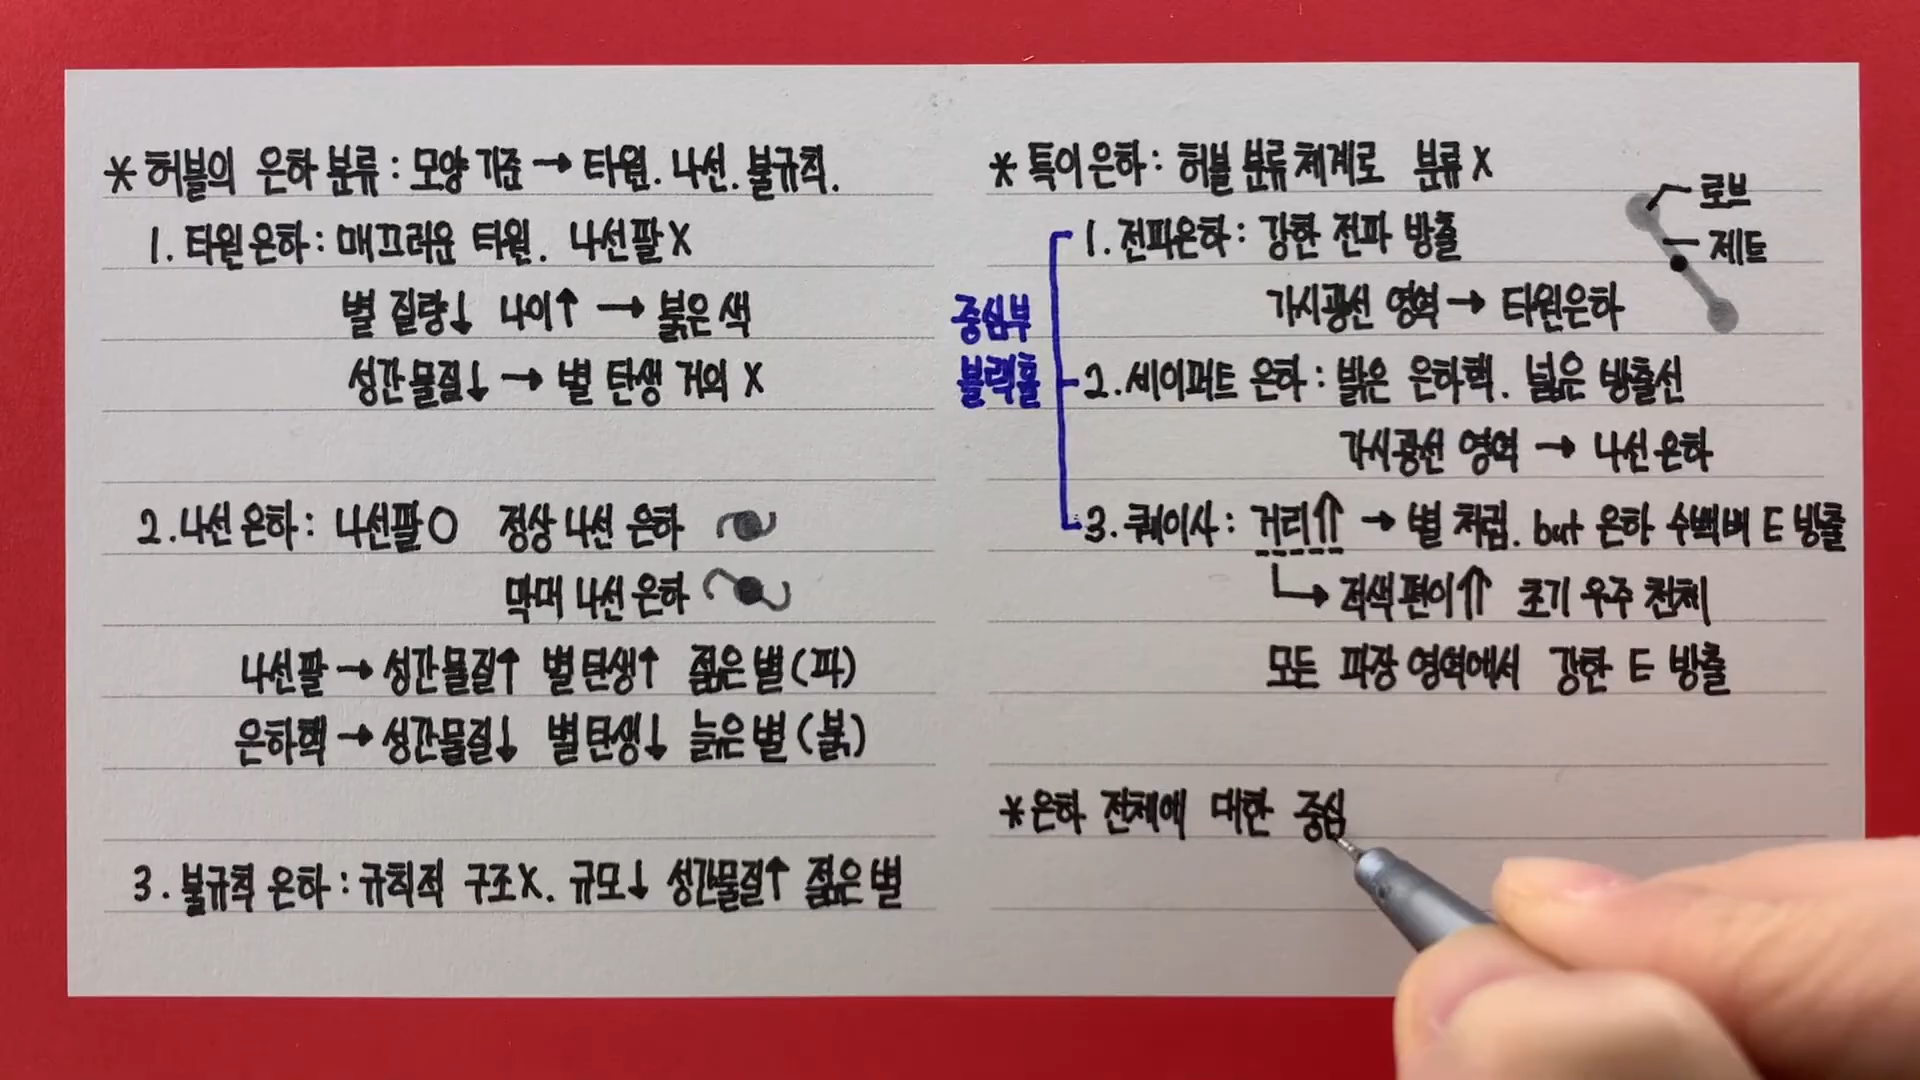 * 허블의 은하 분류 : 모양 기준 → 타원. 나선. 불규칙.
1. 타원은하 : 매끄러운 타원. 나선팔 X
별 질량↓ 나이↑ → 붉은 색
성간물질↓ → 별 탄생 거의 X
2. 나선 은하 : 나선팔 O 정상 나선 은하
막대 나선 은하
나선팔 → 성간물질↑ 별 탄생↑ 젊은 별 (파)
은하핵 → 성간물질↓ 별 탄생↓ 늙은 별 (붉)
3. 불규칙 은하 : 규칙적 구조X. 규모↓ 성간물질↑ 젊은 별
* 특이 은하 : 허블 분류 체계로 분류 X
로브
제트
중심부
블랙홀
1. 전파은하 : 강한 전파 방출
가시광선 영역 → 타원은하
2. 세이퍼트 은하 : 밝은 은하핵. 넓은 방출선
가시광선 영역 → 나선은하
3. 퀘이사 : 거리⇑ → 별 처럼. but 은하 수백배 E 방출
↳ 적색편이⇑ 초기 우주 천체
모든 파장 영역에서 강한 E 방출
* 은하 전체에 대한 중심